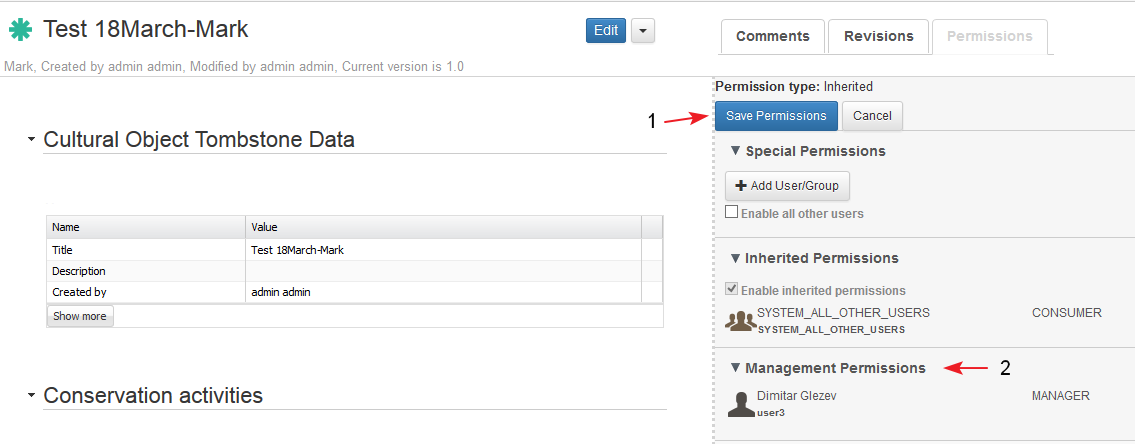 Test 18March-Mark
Edit
Mark, Created by admin admin, Modified by admin admin, Current version is 1.0
Cultural Object Tombstone Data
Name Value
Title Test 18March-Mark
Description
Created by admin admin
Show more
Conservation activities
Comments Revisions Permissions
Permission type: Inherited
1
Save Permissions Cancel
Special Permissions
Add User/Group
Enable all other users
Inherited Permissions
Enable inherited permissions
SYSTEM_ALL_OTHER_USERS CONSUMER
SYSTEM_ALL_OTHER_USERS
Management Permissions 2
Dimitar Glezev MANAGER
user3